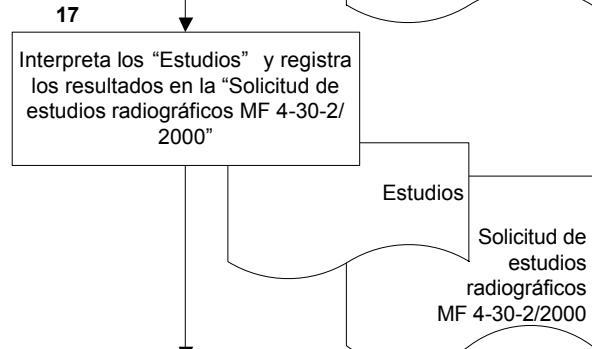 17
Interpreta los “Estudios” y registra
los resultados en la “Solicitud de
estudios radiográficos MF 4-30-2/
2000”
Estudios
Solicitud de
estudios
radiográficos
MF 4-30-2/2000